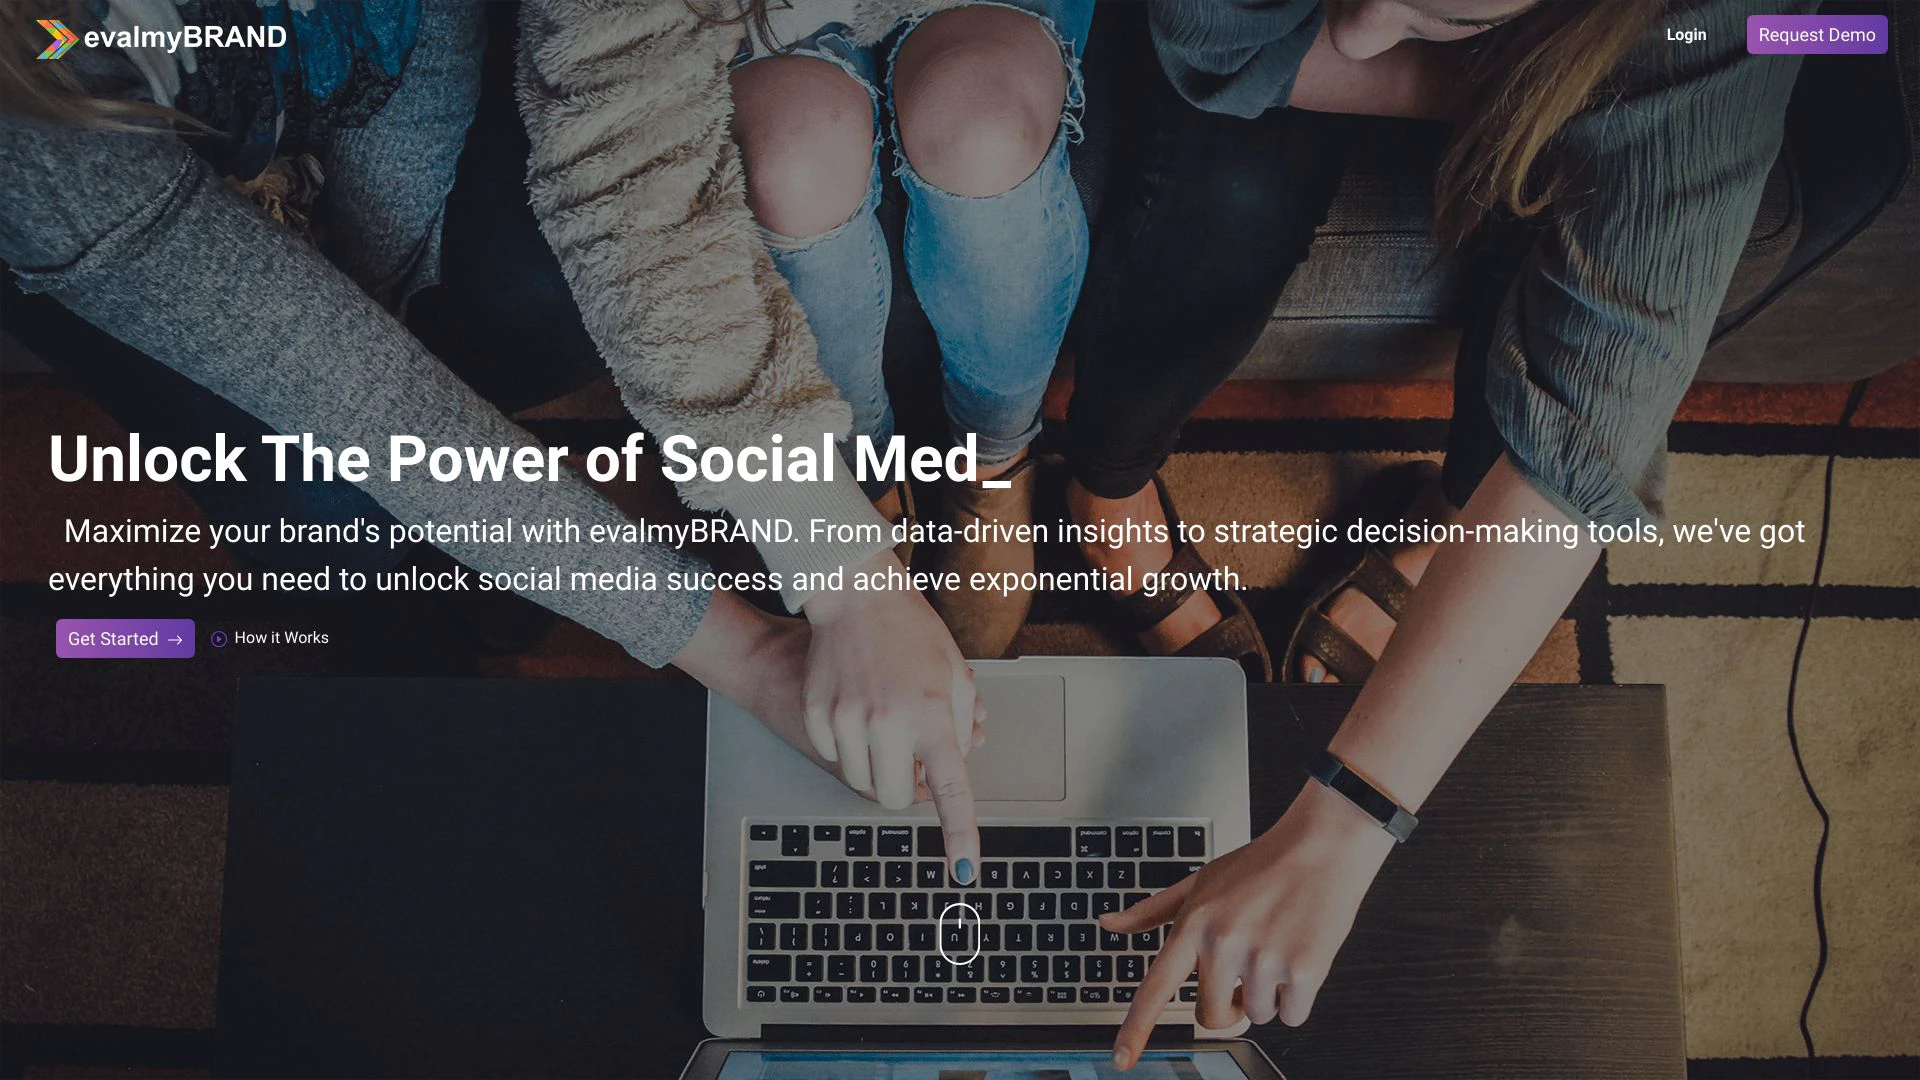 evalmyBRAND
Login
Request Demo
Unlock The Power of Social Med_
Maximize your brand's potential with evalmyBRAND. From data-driven insights to strategic decision-making tools, we've got
everything you need to unlock social media success and achieve exponential growth.
Get Started →
How it Works